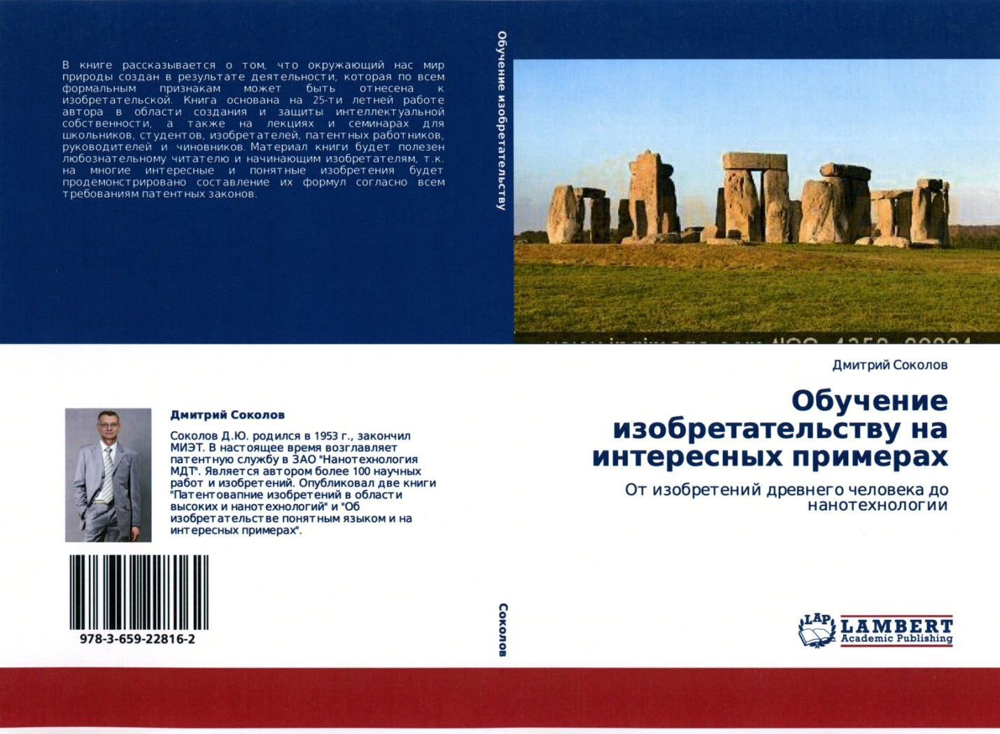 В книге рассказывается о том, что окружающий нас мир
природы создан в результате деятельности, которая по всем
формальным признакам может быть отнесена к
изобретательской. Книга основана на 25-ти летней работе
автора в области создания и защиты интеллектуальной
собственности, а также на лекциях и семинарах для
школьников, студентов, изобретателей, патентных работников,
руководителей и чиновников. Материал книги будет полезен
любознательному читателю и начинающим изобретателям, т.к.
на многие интересные и понятные изобретения будет
продемонстрировано составление их формул согласно всем
требованиям патентных законов.
Дмитрий Соколов
Соколов Д.Ю. родился в 1953 г., закончил
МИЭТ. В настоящее время возглавляет
патентную службу в ЗАО "Нанотехнология
МДТ". Является автором более 100 научных
работ и изобретений. Опубликовал две книги
"Патентовапние изобретений в области
высоких и нанотехнологий" и "Об
изобретательстве понятным языком и на
интересных примерах".
978-3-659-22816-2
Обучение изобретательству
Соколов
Дмитрий Соколов
Обучение
изобретательству на
интересных примерах
От изобретений древнего человека до
нанотехнологии
LAP
LAMBERT
Academic Publishing